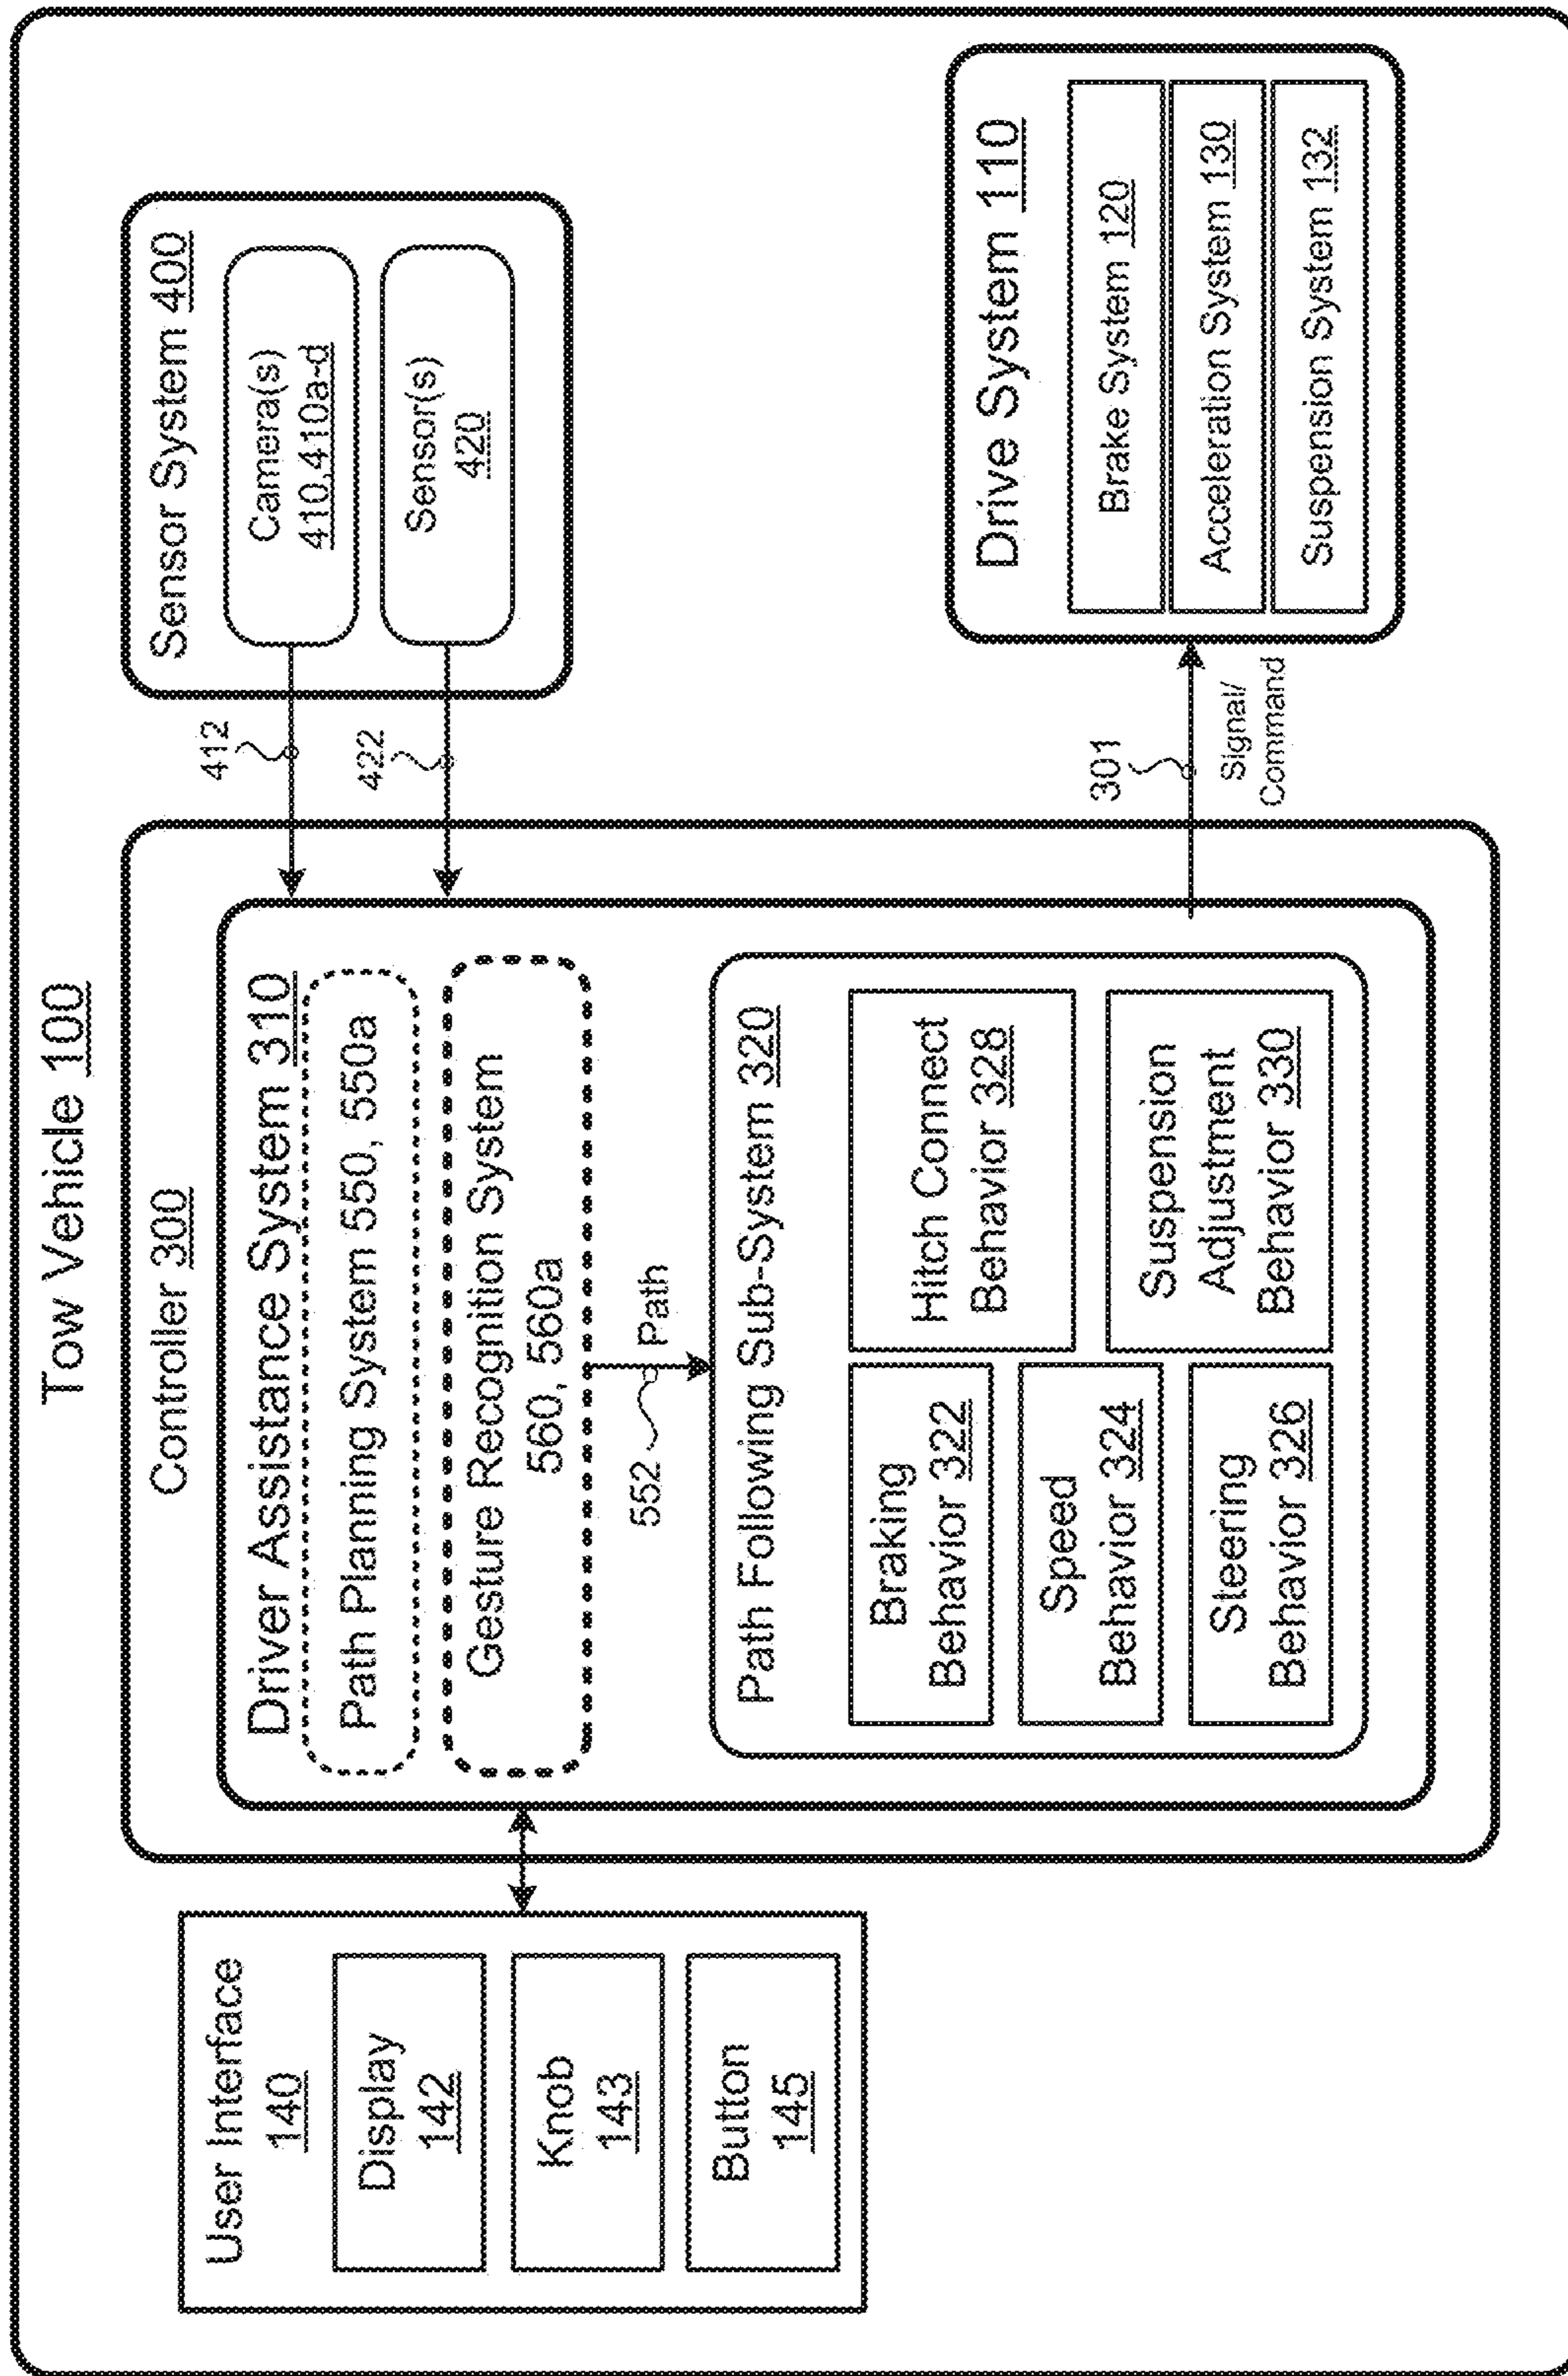 Tow Vehicle 100
User Interface
140
Display
142
Knob
143
Button
145
Controller 300
Driver Assistance System 310
Path Planning System 550, 550a
Gesture Recognition System
560, 560a
552
Path
Path Following Sub-System 320
Braking
Behavior 322
Speed
Behavior 324
Steering
Behavior 326
Hitch Connect
Behavior 328
Suspension
Adjustment
Behavior 330
412
422
Sensor System 400
Camera(s)
410,410a-d
Sensor(s)
420
301
Signal/
Command
Drive System 110
Brake System 120
Acceleration System 130
Suspension System 132